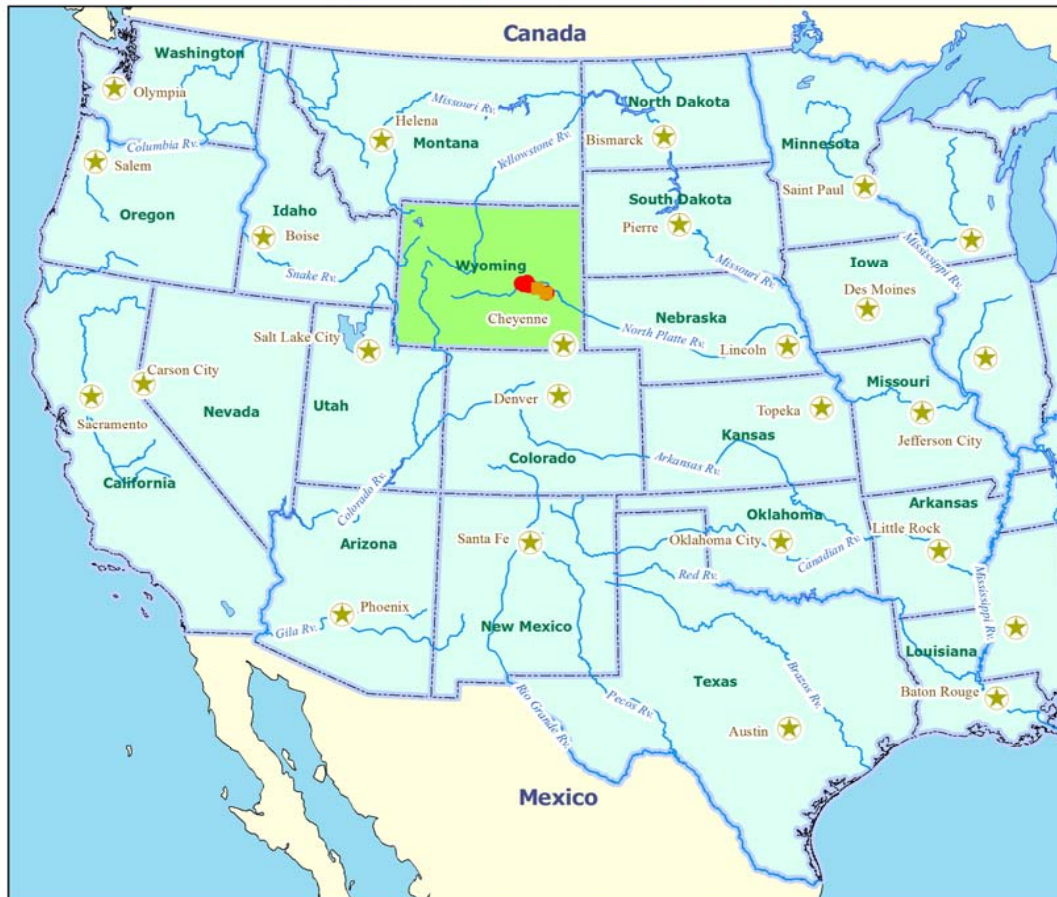 Canada
Washington
Olympia
Columbia Rv.
Salem
Oregon
Helena
Missouri Rv.
Montana
Yellowstone Rv.
North Dakota
Bismarck
Minnesota
Saint Paul
South Dakota
Pierre
Idaho
Boise
Snake Rv.
Wyoming
Cheyenne
Missouri Rv.
Mississippi Rv.
Iowa
Des Moines
Nebraska
North Platte Rv.
Lincoln
Salt Lake City
Carson City
Sacramento
Nevada
Utah
Denver
Missouri
Topeka
Jefferson City
Kansas
Colorado
Arkansas Rv.
California
Colorado Rv.
Arizona
Santa Fe
Oklahoma
Oklahoma City
Canadian Rv.
Arkansas
Little Rock
Red Rv.
Mississippi Rv.
Phoenix
Gila Rv.
New Mexico
Texas
Louisiana
Baton Rouge
Rio Grande Rv.
Pecos Rv.
Brazos Rv.
Austin
Mexico